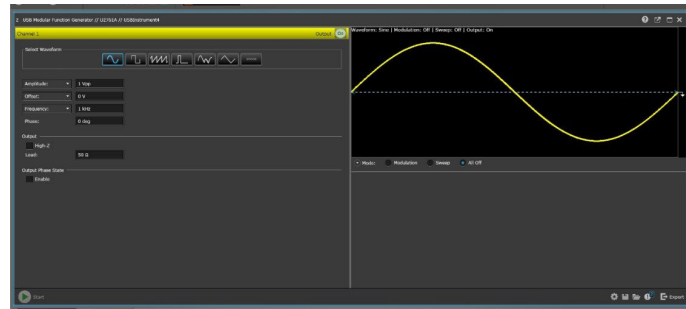 2 USB Modular Function Generator // U2761A // USBInstrument4
Channel 1
Output
On
Waveform: Sine | Modulation: Off | Sweep: Off | Output: On
Select Waveform
Amplitude: 1 Vpp
Offset: 0 V
Frequency: 1 kHz
Phase: 0 deg
Output
High-Z
Load: 50 Ω
Output Phase State
Enable
Mode: Modulation Sweep All Off
Start
Export